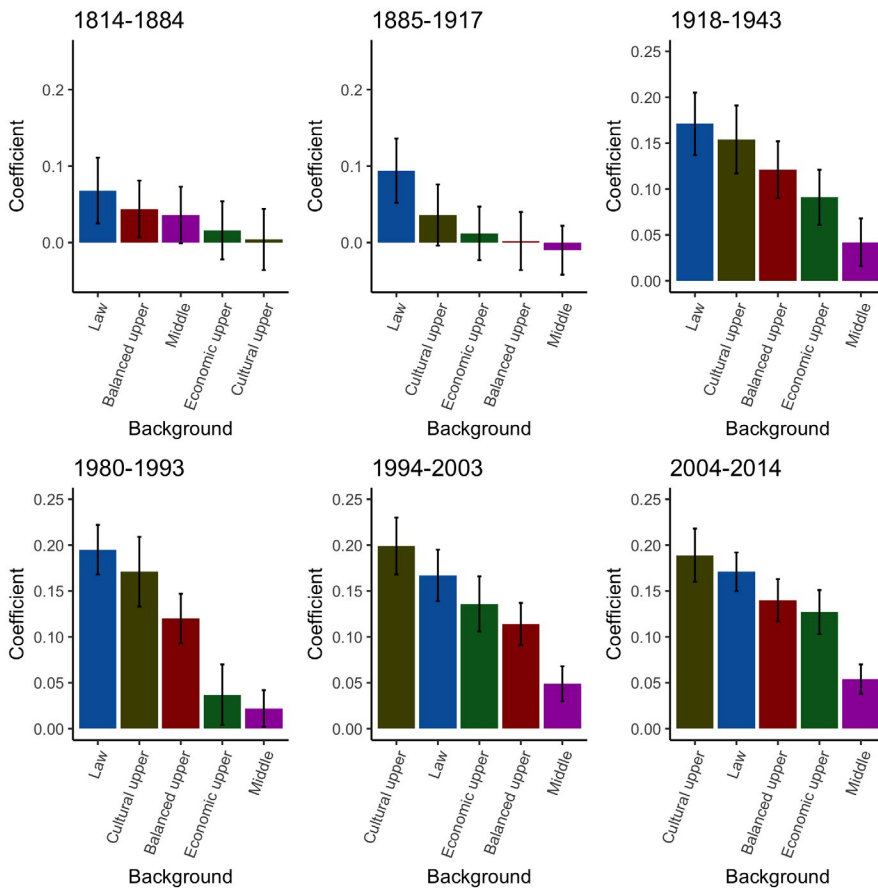 1814-1884
Coefficient
0.2
0.1
0.0
Law
Balanced upper
Middle
Economic upper
Cultural upper
Background
1885-1917
Coefficient
0.2
0.1
0.0
Law
Cultural upper
Economic upper
Balanced upper
Middle
Background
1918-1943
Coefficient
0.25
0.20
0.15
0.10
0.05
0.00
Law
Cultural upper
Balanced upper
Economic upper
Middle
Background
1980-1993
Coefficient
0.25
0.20
0.15
0.10
0.05
0.00
Law
Cultural upper
Balanced upper
Economic upper
Middle
Background
1994-2003
Coefficient
0.25
0.20
0.15
0.10
0.05
0.00
Cultural upper
Law
Economic upper
Balanced upper
Middle
Background
2004-2014
Coefficient
0.25
0.20
0.15
0.10
0.05
0.00
Cultural upper
Law
Balanced upper
Economic upper
Middle
Background